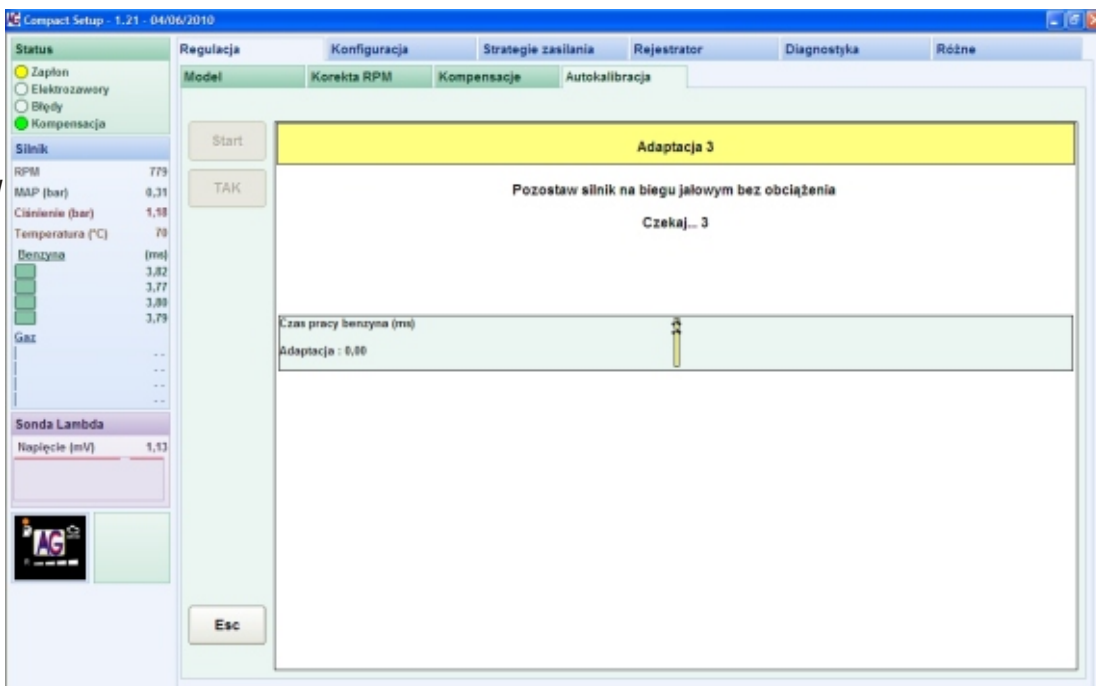 Compact Setup - 1.21 - 04/06/2010
Status
Zapłon
Elektrozawory
Błędy
Kompensacja
Silnik
RPM 779
MAP (bar) 0,31
Ciśnienie (bar) 1,18
Temperatura (°C) 70
Benzyna (ms)
3,82
3,77
3,80
3,79
Gaz
- -
- -
- -
- -
Sonda Lambda
Napięcie (mV) 1,13
AG
Regulacja Konfiguracja Strategie zasilania Rejestrator Diagnostyka Różne
Model Korekta RPM Kompensacje Autokalibracja
Start
TAK
Esc
Adaptacja 3
Pozostaw silnik na biegu jałowym bez obciążenia
Czekaj... 3
Czas pracy benzyna (ms)
Adaptacja : 0,00